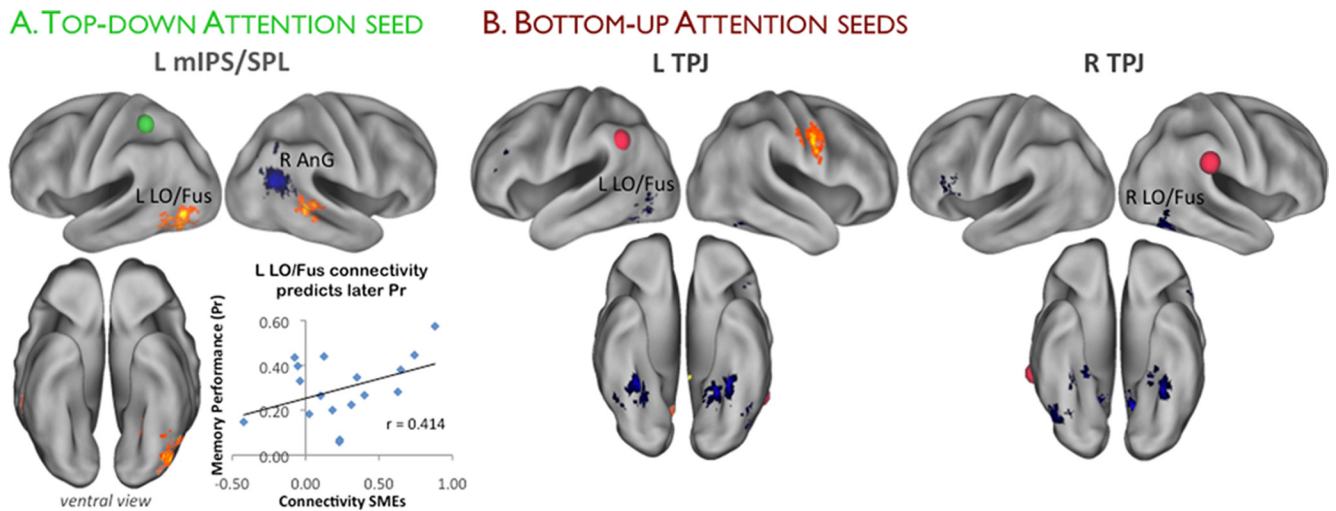 A. TOP-DOWN ATTENTION SEED
L mIPS/SPL
R AnG
L LO/Fus
ventral view
L LO/Fus connectivity
predicts later Pr
Memory Performance (Pr)
0.60
0.40
0.20
0.00
r = 0.414
-0.50
0.00
0.50
1.00
Connectivity SMEs
B. BOTTOM-UP ATTENTION SEEDS
L TPJ
L LO/Fus
R TPJ
R LO/Fus